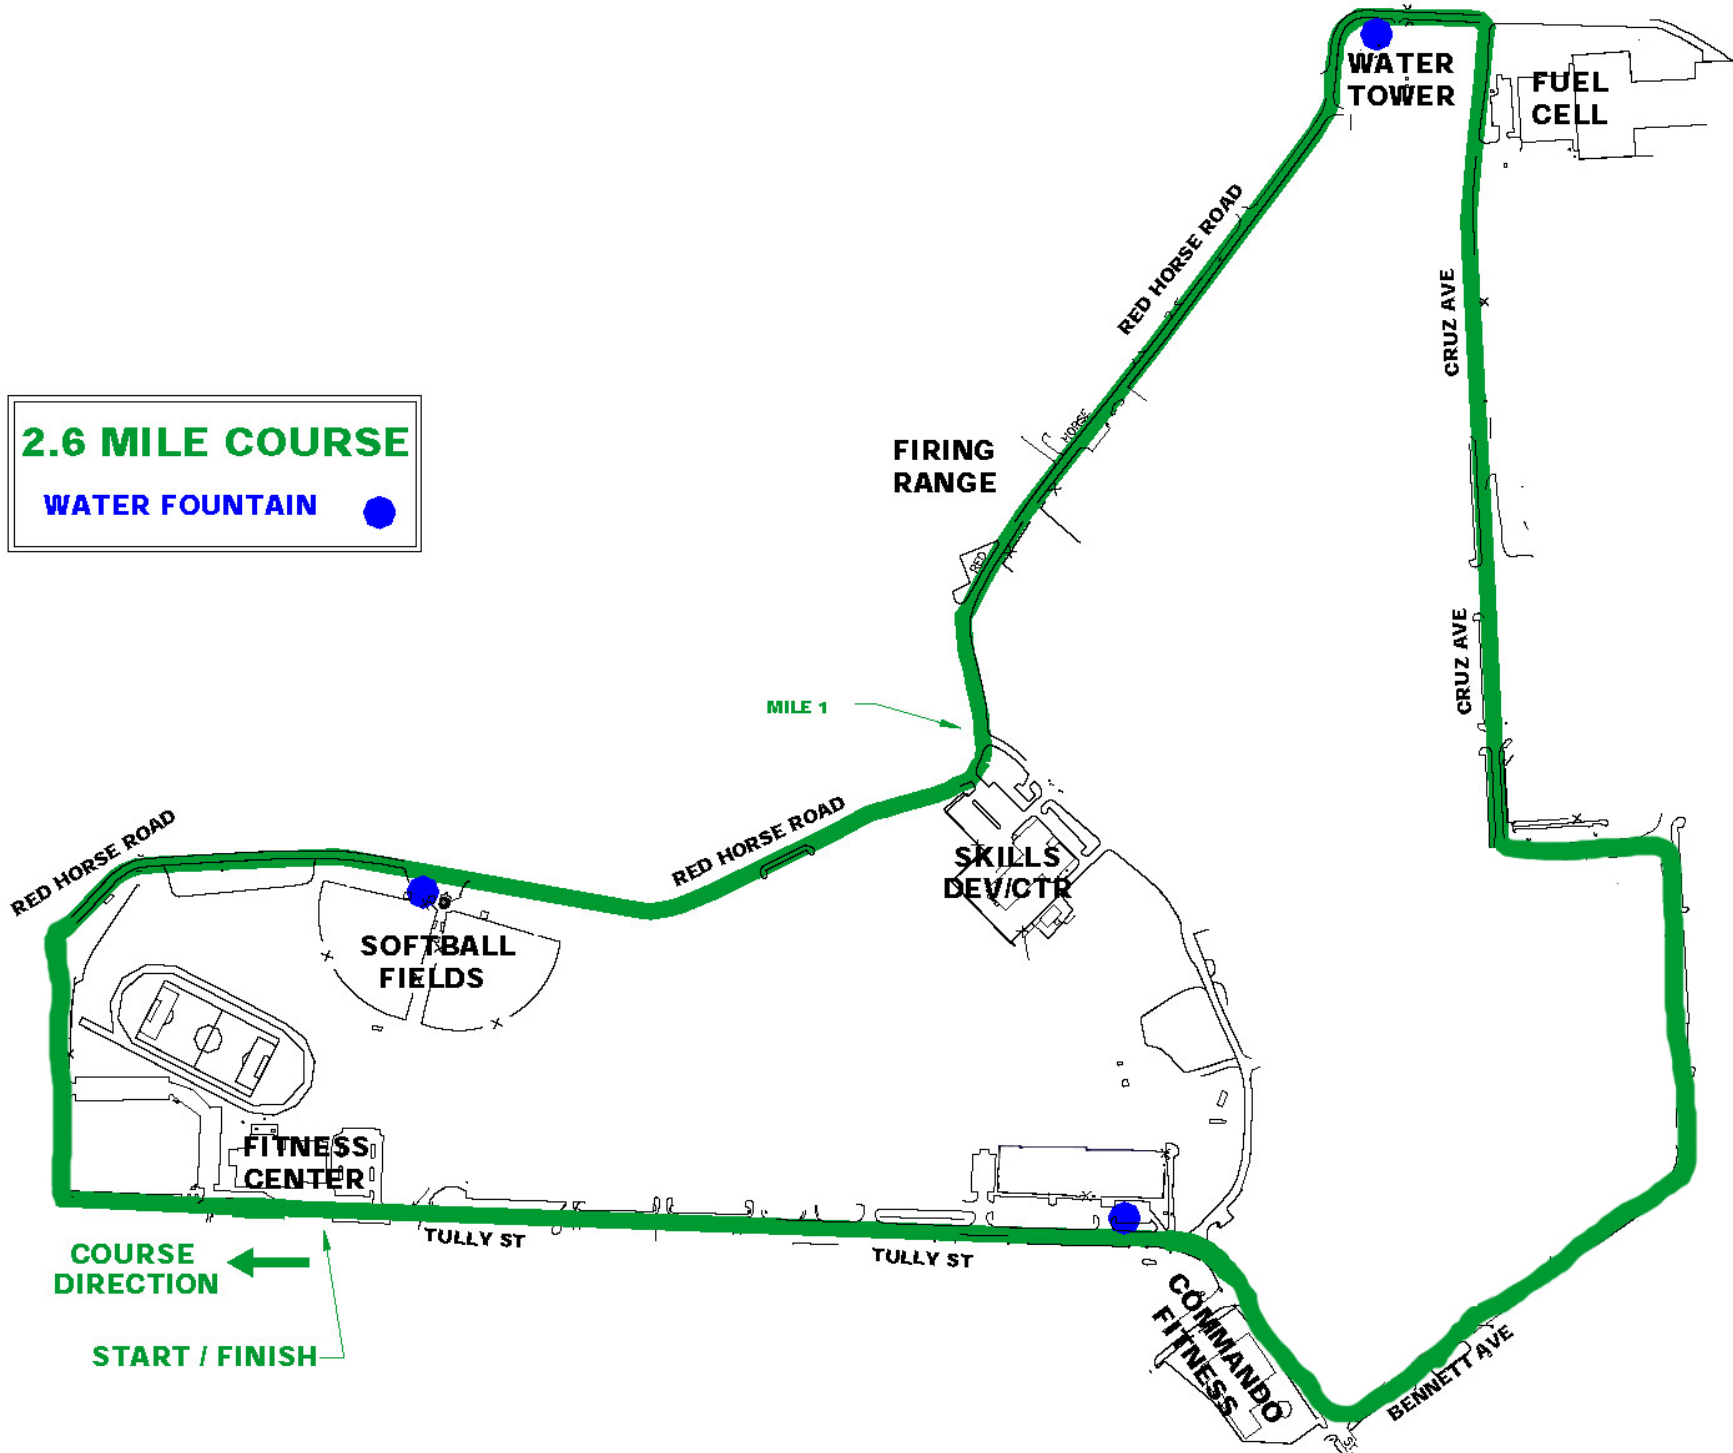 WATER
TOWER
FUEL
CELL
RED HORSE ROAD
CRUZ AVE
2.6 MILE COURSE
WATER FOUNTAIN
FIRING
RANGE
HORSE
RED
CRUZ AVE
MILE 1
RED HORSE ROAD
RED HORSE ROAD
SKILLS
DEV/CTR
SOFTBALL
FIELDS
FITNESS
CENTER
TULLY ST
TULLY ST
COURSE
DIRECTION
START / FINISH
COMMANDO
FITNESS
BENNETT AVE